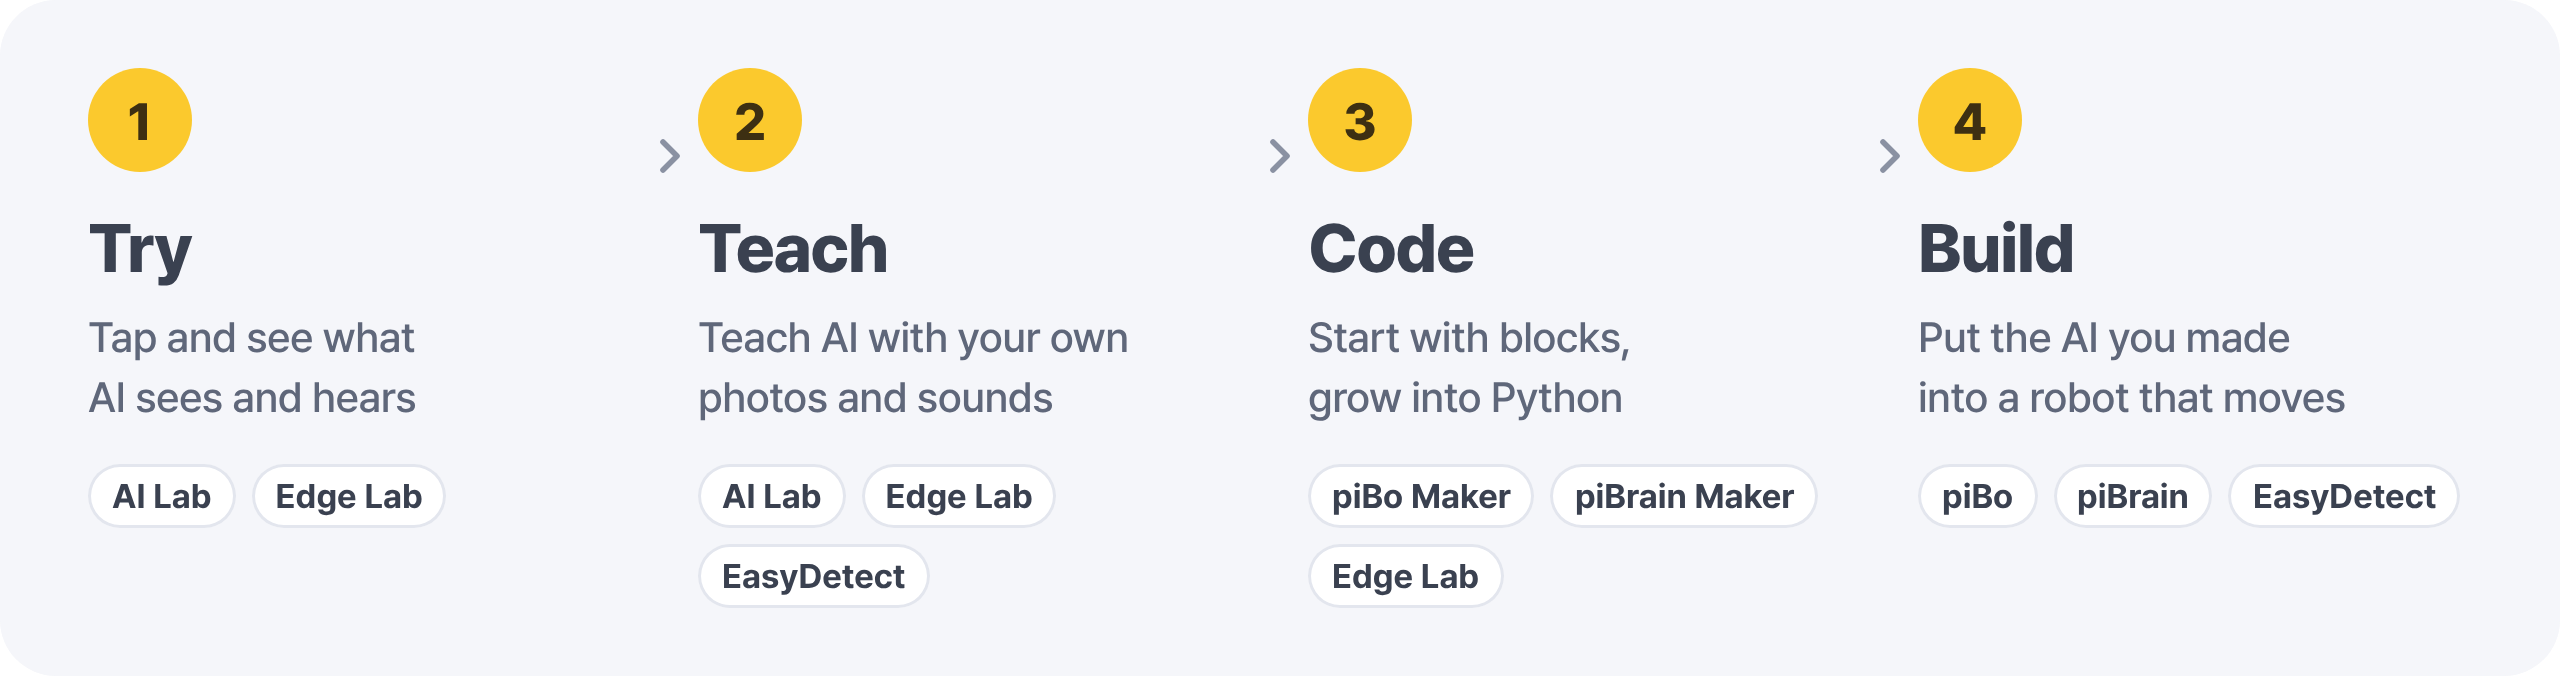 1
Try
Tap and see what
AI sees and hears
AI Lab
Edge Lab
2
Teach
Teach AI with your own
photos and sounds
AI Lab
Edge Lab
EasyDetect
3
Code
Start with blocks,
grow into Python
piBo Maker
piBrain Maker
Edge Lab
4
Build
Put the AI you made
into a robot that moves
piBo
piBrain
EasyDetect